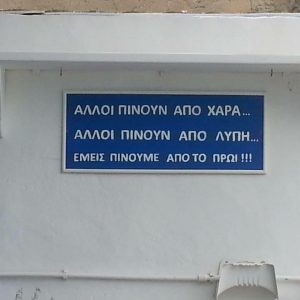 ΑΛΛΟΙ ΠΙΝΟΥΝ ΑΠΟ ΧΑΡΑ...
ΑΛΛΟΙ ΠΙΝΟΥΝ ΑΠΟ ΛΥΠΗ...
ΕΜΕΙΣ ΠΙΝΟΥΜΕ ΑΠΟ ΤΟ ΠΡΩΙ !!!